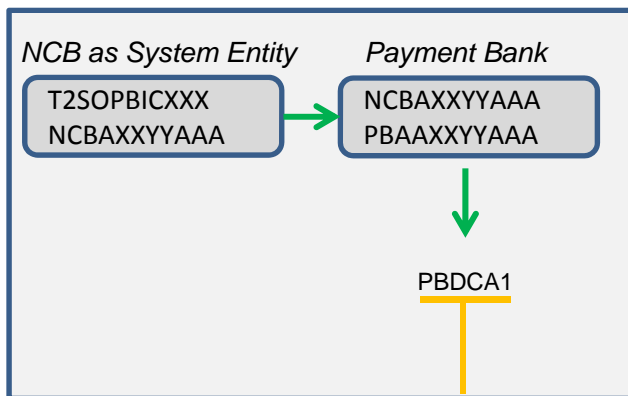 NCB as System Entity
Payment Bank
T2SOPBICXXX
NCBAXXYYAAA
NCBAXXYYAAA
PBAAXXYYAAA
PBDCA1